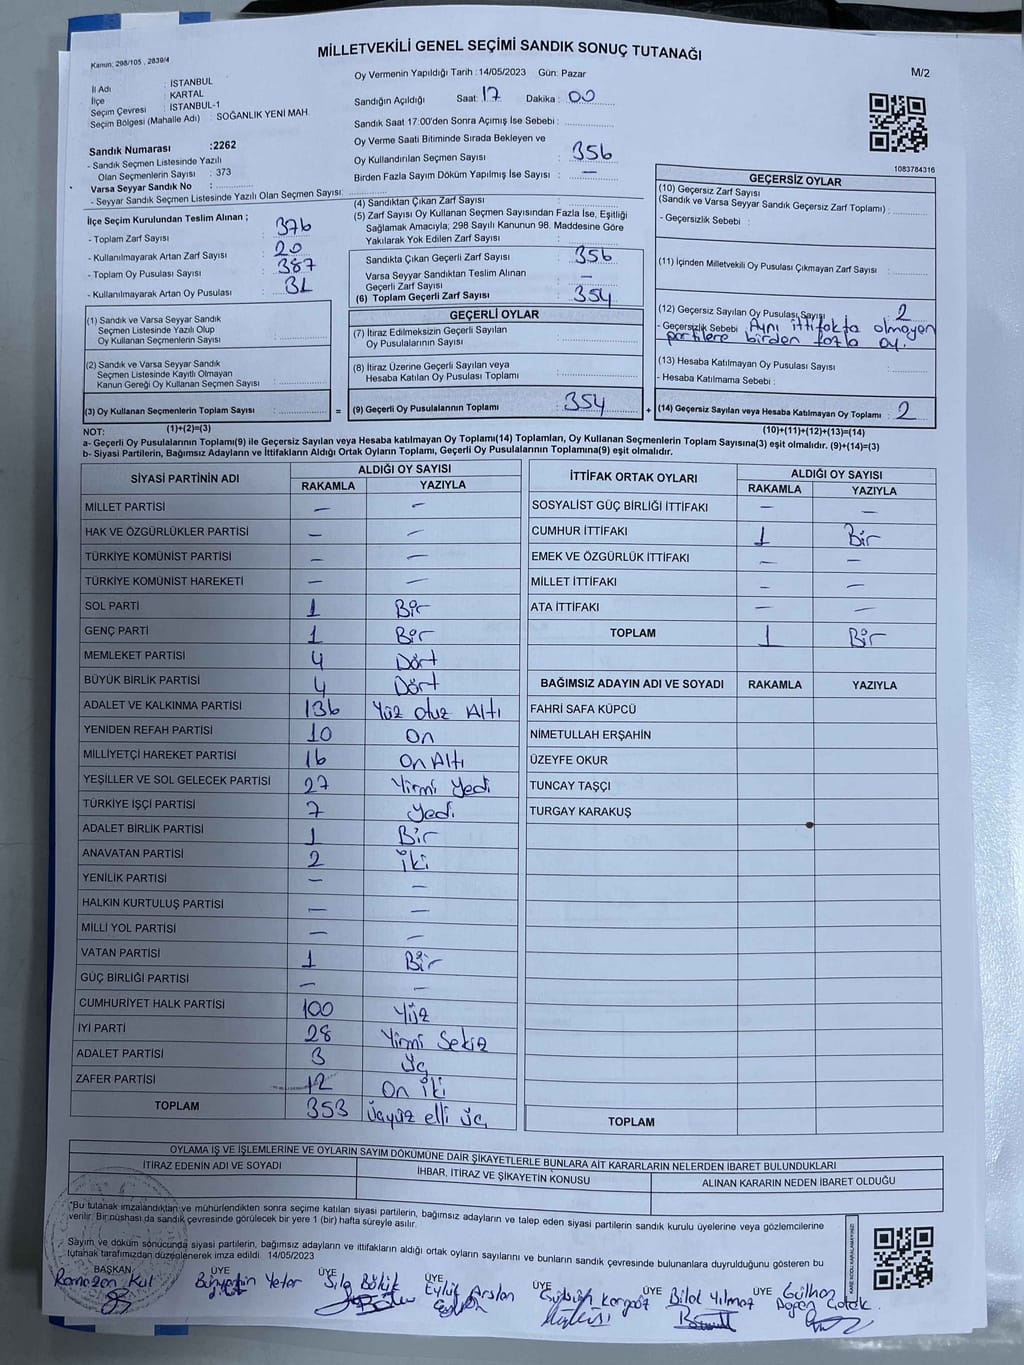 MİLLETVEKİLİ GENEL SEÇİMİ SANDIK SONUÇ TUTANAĞI
Kanun: 298/105 , 2839/4
M/2
İl Adı : İSTANBUL
İlçe : KARTAL
Seçim Çevresi : İSTANBUL-1
Seçim Bölgesi (Mahalle Adı) : SOĞANLIK YENİ MAH.
Sandık Numarası :2262
- Sandık Seçmen Listesinde Yazılı
Olan Seçmenlerin Sayısı : 373
Varsa Seyyar Sandık No :
- Seyyar Sandık Seçmen Listesinde Yazılı Olan Seçmen Sayısı:
Oy Vermenin Yapıldığı Tarih : 14/05/2023 Gün: Pazar
Sandığın Açıldığı Saat: 17 Dakika : 00
Sandık Saat 17:00'den Sonra Açımış İse Sebebi :
Oy Verme Saati Bitiminde Sırada Bekleyen ve
Oy Kullandırılan Seçmen Sayısı : 356
Birden Fazla Sayım Döküm Yapılmış İse Sayısı : —
1083784316
İlçe Seçim Kurulundan Teslim Alınan ;
- Toplam Zarf Sayısı : 376
- Kullanılmayarak Artan Zarf Sayısı : 20
- Toplam Oy Pusulası Sayısı : 387
- Kullanılmayarak Artan Oy Pusulası : 31
(1) Sandık ve Varsa Seyyar Sandık
Seçmen Listesinde Yazılı Olup
Oy Kullanan Seçmenlerin Sayısı :
(2) Sandık ve Varsa Seyyar Sandık
Seçmen Listesinde Kayıtlı Olmayan
Kanun Gereği Oy Kullanan Seçmen Sayısı :
(3) Oy Kullanan Seçmenlerin Toplam Sayısı :
(1)+(2)=(3)
(4) Sandıktan Çıkan Zarf Sayısı :
(5) Zarf Sayısı Oy Kullanan Seçmen Sayısından Fazla İse, Eşitliği
Sağlamak Amacıyla; 298 Sayılı Kanunun 98. Maddesine Göre
Yakılarak Yok Edilen Zarf Sayısı :
Sandıkta Çıkan Geçerli Zarf Sayısı : 356
Varsa Seyyar Sandıktan Teslim Alınan
Geçerli Zarf Sayısı : —
(6) Toplam Geçerli Zarf Sayısı : 354
GEÇERLİ OYLAR
(7) İtiraz Edilmeksizin Geçerli Sayılan
Oy Pusulalarının Sayısı :
(8) İtiraz Üzerine Geçerli Sayılan veya
Hesaba Katılan Oy Pusulası Toplamı :
= (9) Geçerli Oy Pusulalarının Toplamı : 354 +
GEÇERSİZ OYLAR
(10) Geçersiz Zarf Sayısı
(Sandık ve Varsa Seyyar Sandık Geçersiz Zarf Toplamı) :
- Geçersizlik Sebebi :
(11) İçinden Milletvekili Oy Pusulası Çıkmayan Zarf Sayısı :
(12) Geçersiz Sayılan Oy Pusulası Sayısı : 2
- Geçersizlik Sebebi Aynı ittifakta olmayan
partilere birden fazla oy.
(13) Hesaba Katılmayan Oy Pusulası Sayısı :
- Hesaba Katılmama Sebebi :
(14) Geçersiz Sayılan veya Hesaba Katılmayan Oy Toplamı : 2
(10)+(11)+(12)+(13)=(14)
NOT:
a- Geçerli Oy Pusulalarının Toplamı(9) ile Geçersiz Sayılan veya Hesaba katılmayan Oy Toplamı(14) Toplamları, Oy Kullanan Seçmenlerin Toplam Sayısına(3) eşit olmalıdır. (9)+(14)=(3)
b- Siyasi Partilerin, Bağımsız Adayların ve İttifakların Aldığı Ortak Oyların Toplamı, Geçerli Oy Pusulalarının Toplamına(9) eşit olmalıdır.
SİYASİ PARTİNİN ADI ALDIĞI OY SAYISI
RAKAMLA YAZIYLA
MİLLET PARTİSİ — —
HAK VE ÖZGÜRLÜKLER PARTİSİ — —
TÜRKİYE KOMÜNİST PARTİSİ — —
TÜRKİYE KOMÜNİST HAREKETİ — —
SOL PARTİ 1 Bir
GENÇ PARTİ 1 Bir
MEMLEKET PARTİSİ 4 Dört
BÜYÜK BİRLİK PARTİSİ 4 Dört
ADALET VE KALKINMA PARTİSİ 136 Yüz otuz Altı
YENİDEN REFAH PARTİSİ 10 On
MİLLİYETÇİ HAREKET PARTİSİ 16 On Altı
YEŞİLLER VE SOL GELECEK PARTİSİ 27 Yirmi Yedi
TÜRKİYE İŞÇİ PARTİSİ 7 Yedi
ADALET BİRLİK PARTİSİ 1 Bir
ANAVATAN PARTİSİ 2 İki
YENİLİK PARTİSİ — —
HALKIN KURTULUŞ PARTİSİ — —
MİLLİ YOL PARTİSİ — —
VATAN PARTİSİ 1 Bir
GÜÇ BİRLİĞİ PARTİSİ — —
CUMHURİYET HALK PARTİSİ 100 Yüz
İYİ PARTİ 28 Yirmi Sekiz
ADALET PARTİSİ 3 Üç
ZAFER PARTİSİ 12 On İki
TOPLAM 353 üçyüz elli üç
İTTİFAK ORTAK OYLARI ALDIĞI OY SAYISI
RAKAMLA YAZIYLA
SOSYALİST GÜÇ BİRLİĞİ İTTİFAKI — —
CUMHUR İTTİFAKI 1 Bir
EMEK VE ÖZGÜRLÜK İTTİFAKI — —
MİLLET İTTİFAKI — —
ATA İTTİFAKI — —
TOPLAM 1 Bir
BAĞIMSIZ ADAYIN ADI VE SOYADI RAKAMLA YAZIYLA
FAHRİ SAFA KÜPCÜ
NİMETULLAH ERŞAHİN
ÜZEYFE OKUR
TUNCAY TAŞÇI
TURGAY KARAKUŞ
TOPLAM
OYLAMA İŞ VE İŞLEMLERİNE VE OYLARIN SAYIM DÖKÜMÜNE DAİR ŞİKAYETLERLE BUNLARA AİT KARARLARIN NELERDEN İBARET BULUNDUKLARI
İTİRAZ EDENİN ADI VE SOYADI İHBAR, İTİRAZ VE ŞİKAYETİN KONUSU ALINAN KARARIN NEDEN İBARET OLDUĞU
*Bu tutanak imzalandıktan ve mühürlendikten sonra seçime katılan siyasi partilerin, bağımsız adayların ve talep eden siyasi partilerin sandık kurulu üyelerine veya gözlemcilerine
verilir. Bir nüshası da sandık çevresinde görülecek bir yere 1 (bir) hafta süreyle asılır.
Sayım ve döküm sonucunda siyasi partilerin, bağımsız adayların ve ittifakların aldığı ortak oyların sayılarını ve bunların sandık çevresinde bulunanlara duyrulduğunu gösteren bu
tutanak tarafımızdan düzenlenerek imza edildi. 14/05/2023
KARE KODU KARALAMAYINIZ!
BAŞKAN ÜYE ÜYE ÜYE ÜYE ÜYE
Ramazan Kul Bünyamin Yeter Sıla Bölük Eylül Arslan Bilal Yılmaz Gülhan